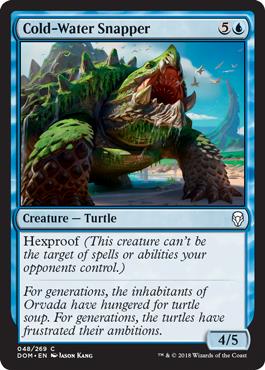 Cold-Water Snapper 5
Creature — Turtle
Hexproof (This creature can't be
the target of spells or abilities your
opponents control.)
For generations, the inhabitants of
Orvada have hungered for turtle
soup. For generations, the turtles have
frustrated their ambitions.
4/5
048/269 C
DOM • EN Jason Kang
™ & © 2018 Wizards of the Coast